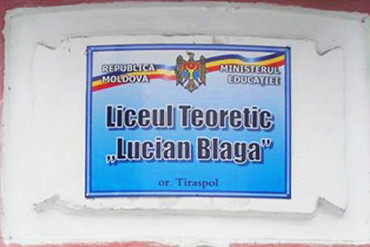 REPUBLICA MOLDOVA
MINISTERUL EDUCAȚIEI
Liceul Teoretic
„Lucian Blaga”
or. Tiraspol